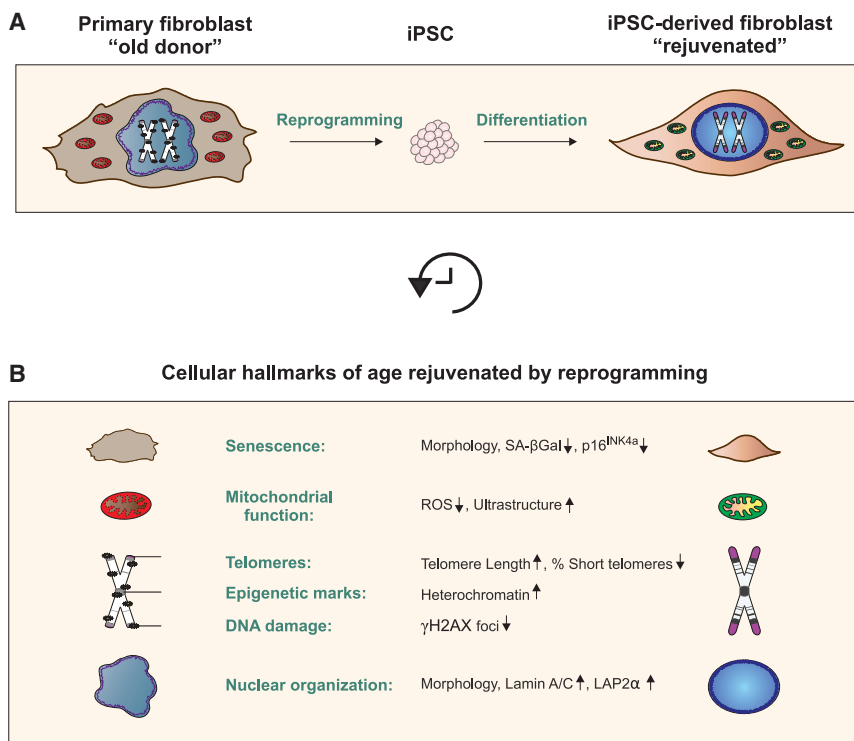 A
Primary fibroblast
“old donor”
iPSC
iPSC-derived fibroblast
“rejuvenated”
Reprogramming
Differentiation
B
Cellular hallmarks of age rejuvenated by reprogramming
Senescence:
Morphology, SA-βGal↓, p16INK4a↓
Mitochondrial
function:
ROS↓, Ultrastructure↑
Telomeres:
Telomere Length↑, % Short telomeres↓
Epigenetic marks:
Heterochromatin↑
DNA damage:
γH2AX foci↓
Nuclear organization:
Morphology, Lamin A/C↑, LAP2α ↑